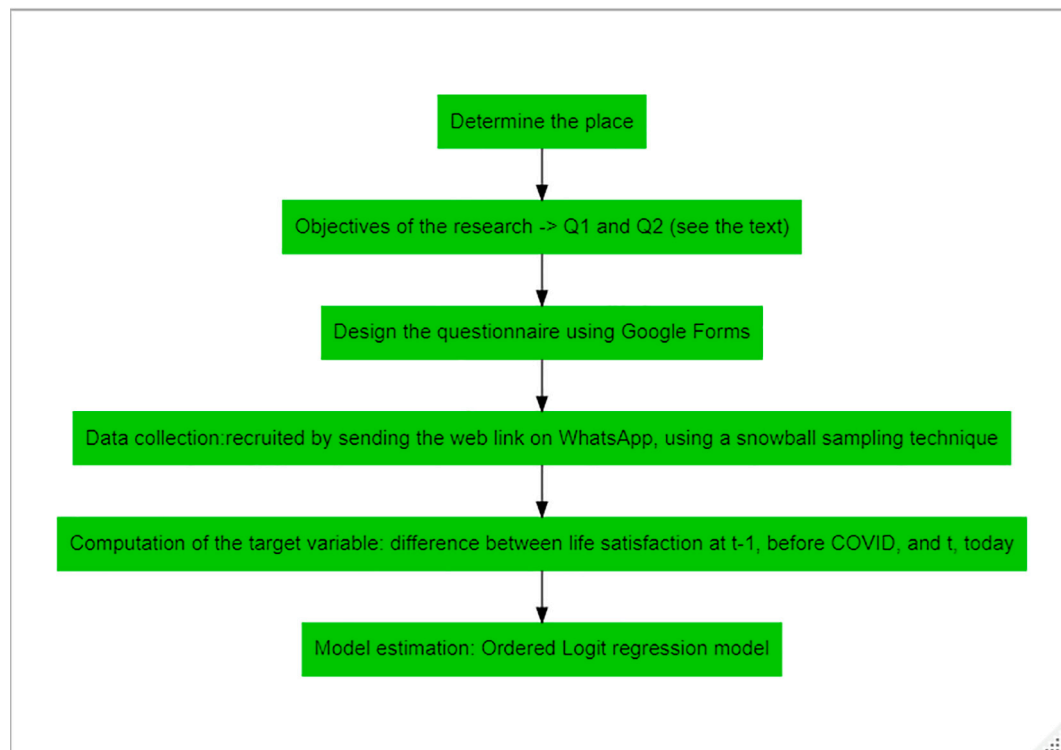 Determine the place
Objectives of the research -> Q1 and Q2 (see the text)
Design the questionnaire using Google Forms
Data collection:recruited by sending the web link on WhatsApp, using a snowball sampling technique
Computation of the target variable: difference between life satisfaction at t-1, before COVID, and t, today
Model estimation: Ordered Logit regression model